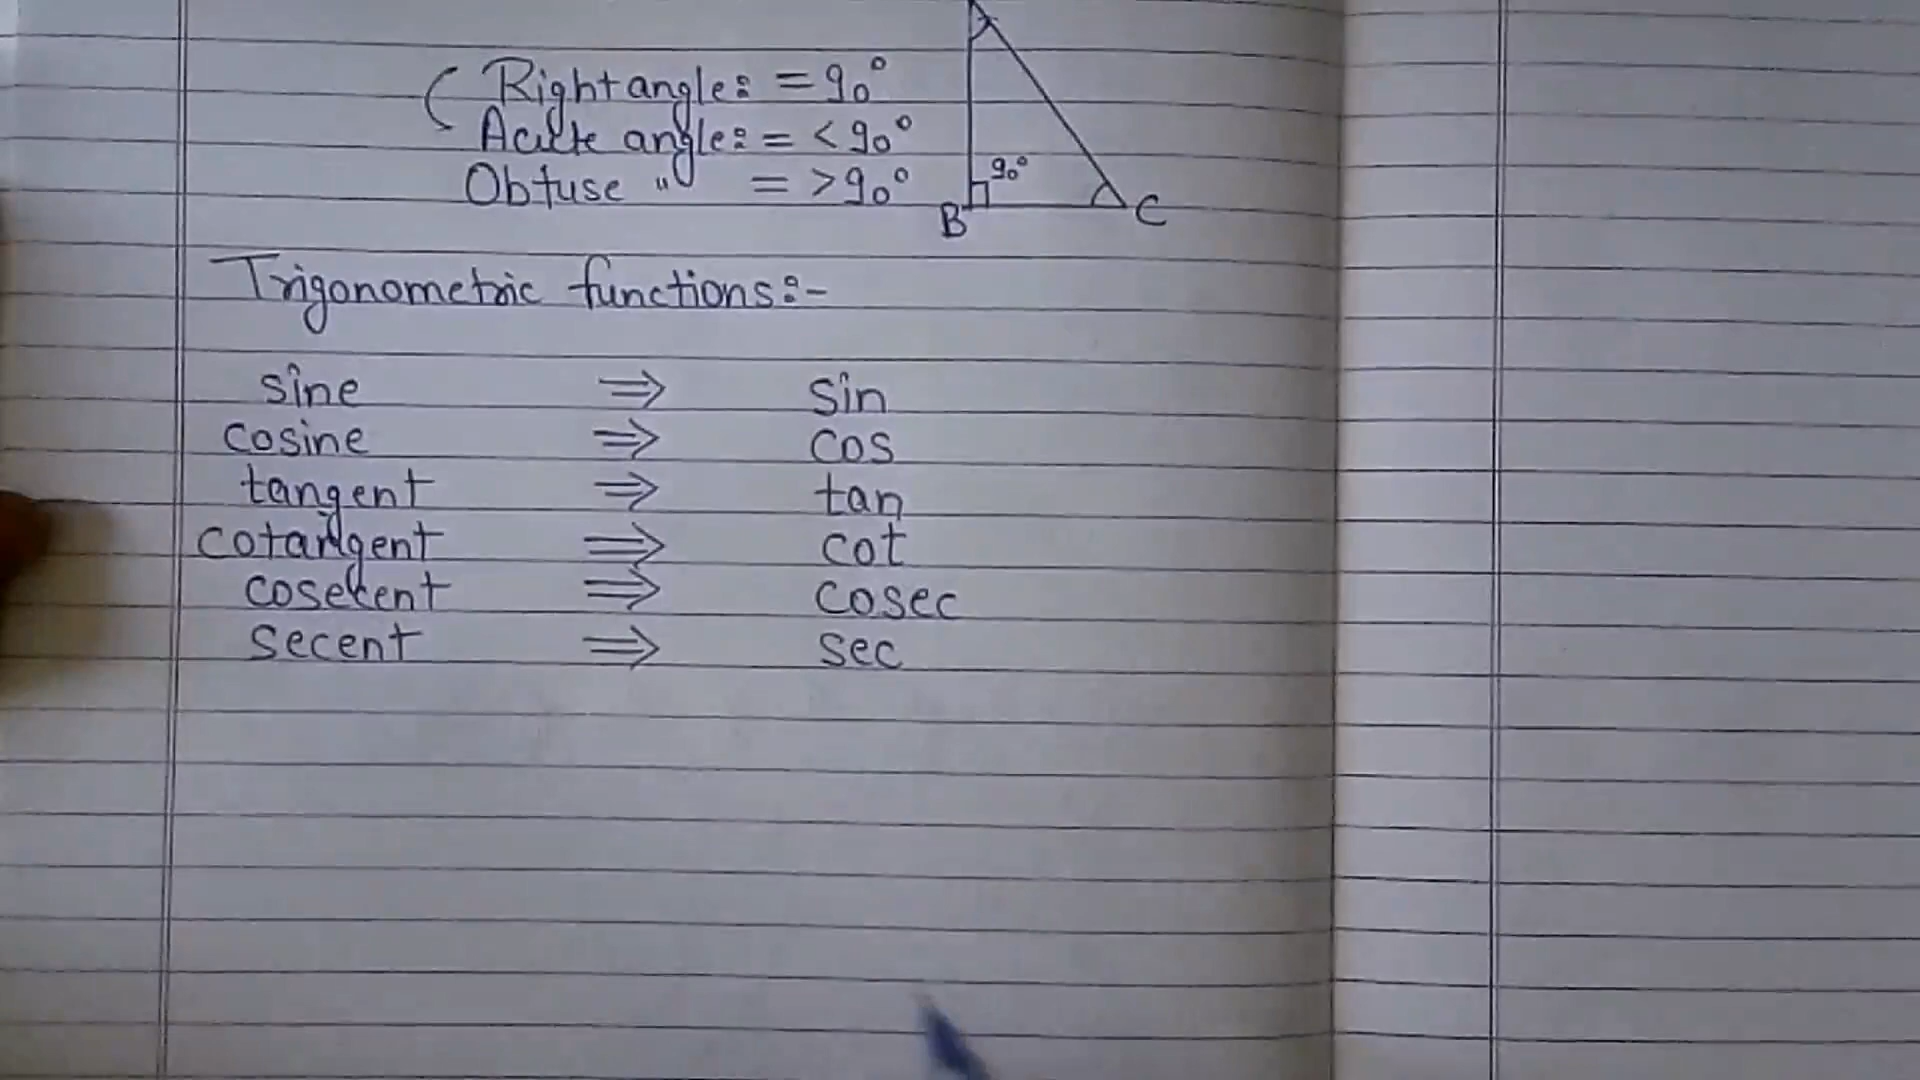 Right angle: = 90°
Acute angle: = < 90°
Obtuse " = > 90°
90°
B
C
Trigonometric functions:-
sine ⇒ sin
cosine ⇒ cos
tangent ⇒ tan
cotangent ⇒ cot
cosecent ⇒ cosec
secent ⇒ sec